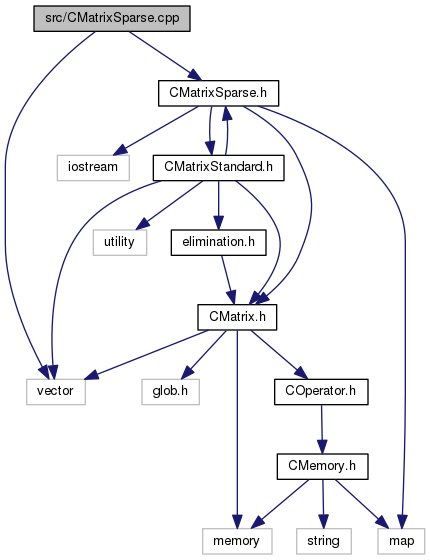 src/CMatrixSparse.cpp
CMatrixSparse.h
iostream
CMatrixStandard.h
utility
elimination.h
CMatrix.h
vector
glob.h
COperator.h
CMemory.h
memory
string
map